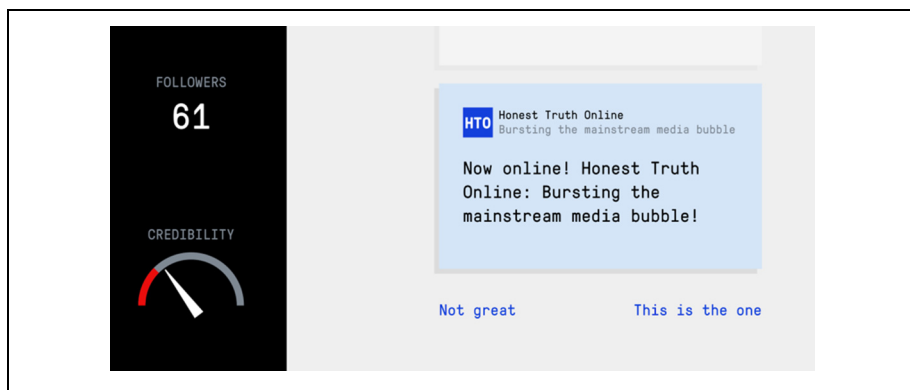 FOLLOWERS
61
CREDIBILITY
HTO
Honest Truth Online
Bursting the mainstream media bubble
Now online! Honest Truth
Online: Bursting the
mainstream media bubble!
Not great
This is the one